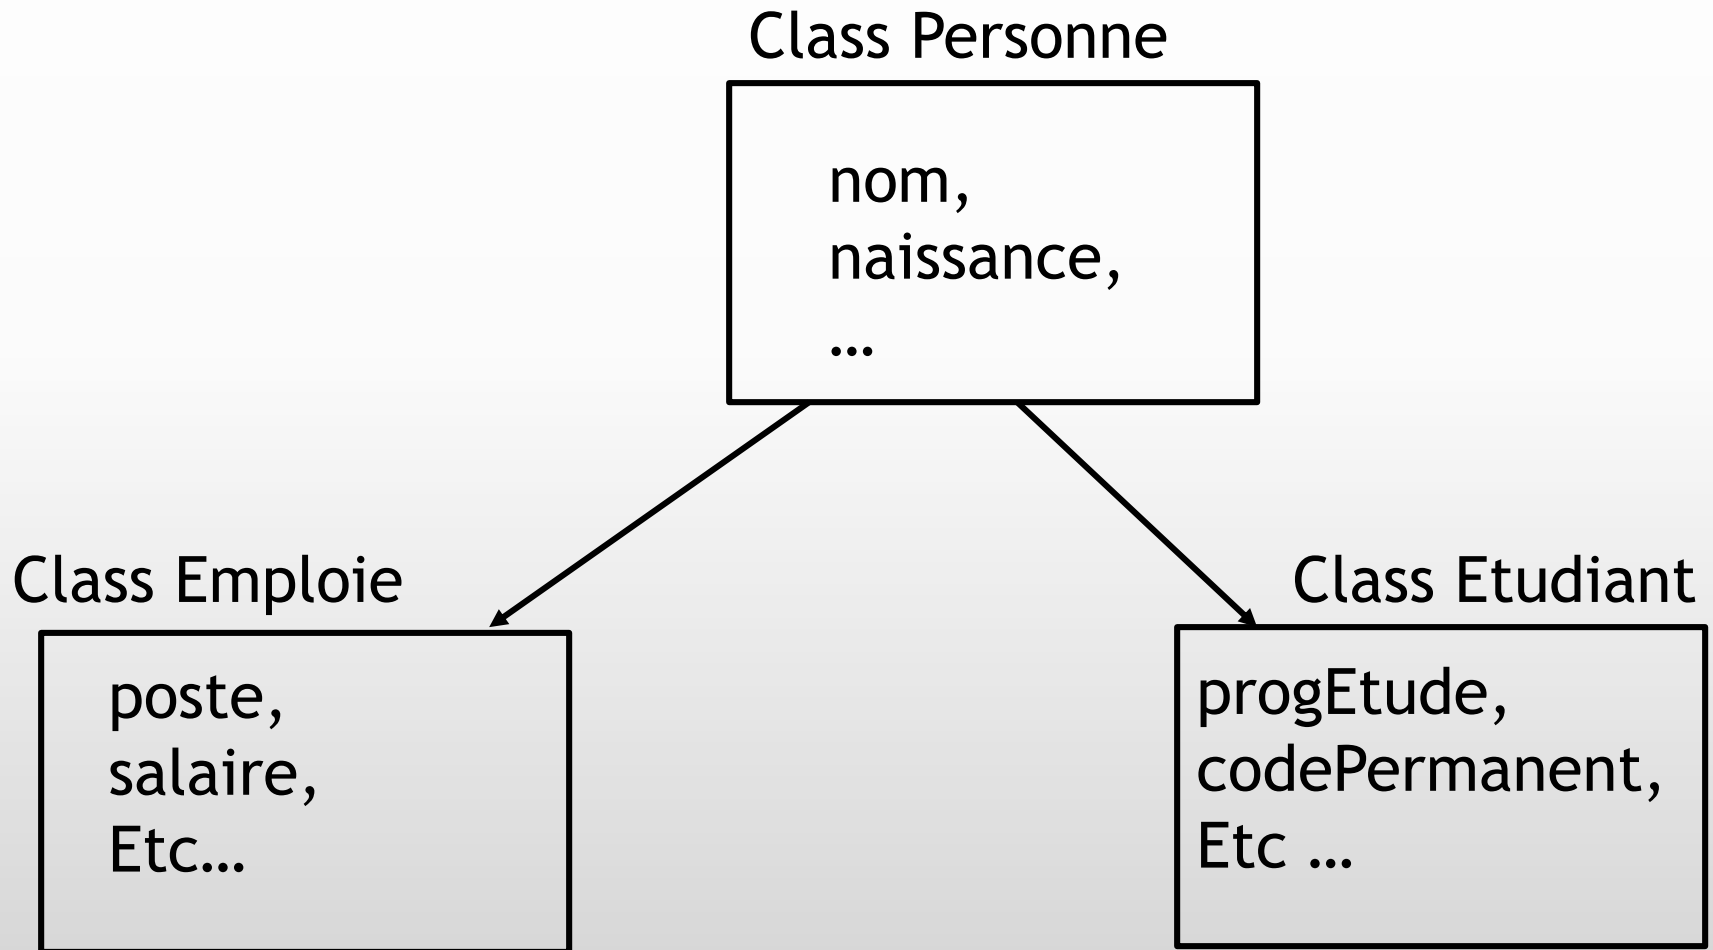 Class Personne
nom,
naissance,
…
Class Emploie
Class Etudiant
poste,
salaire,
Etc…
progEtude,
codePermanent,
Etc …